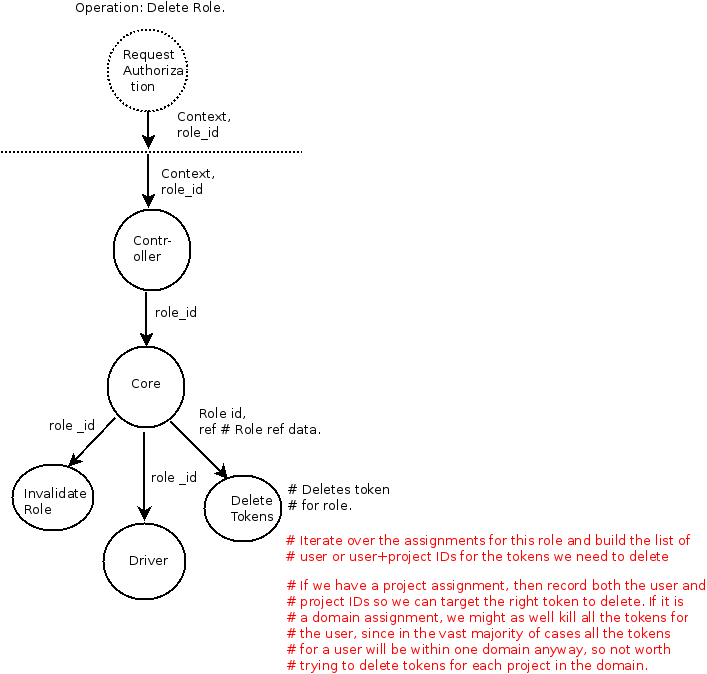 Operation: Delete Role.
Request
Authoriza
tion
Context,
role_id
Context,
role_id
Contr-
oller
role_id
Core
role _id
Role id,
ref # Role ref data.
role _id
Invalidate
Role
Delete
Tokens
# Deletes token
# for role.
Driver
# Iterate over the assignments for this role and build the list of
# user or user+project IDs for the tokens we need to delete
# If we have a project assignment, then record both the user and
# project IDs so we can target the right token to delete. If it is
# a domain assignment, we might as well kill all the tokens for
# the user, since in the vast majority of cases all the tokens
# for a user will be within one domain anyway, so not worth
# trying to delete tokens for each project in the domain.